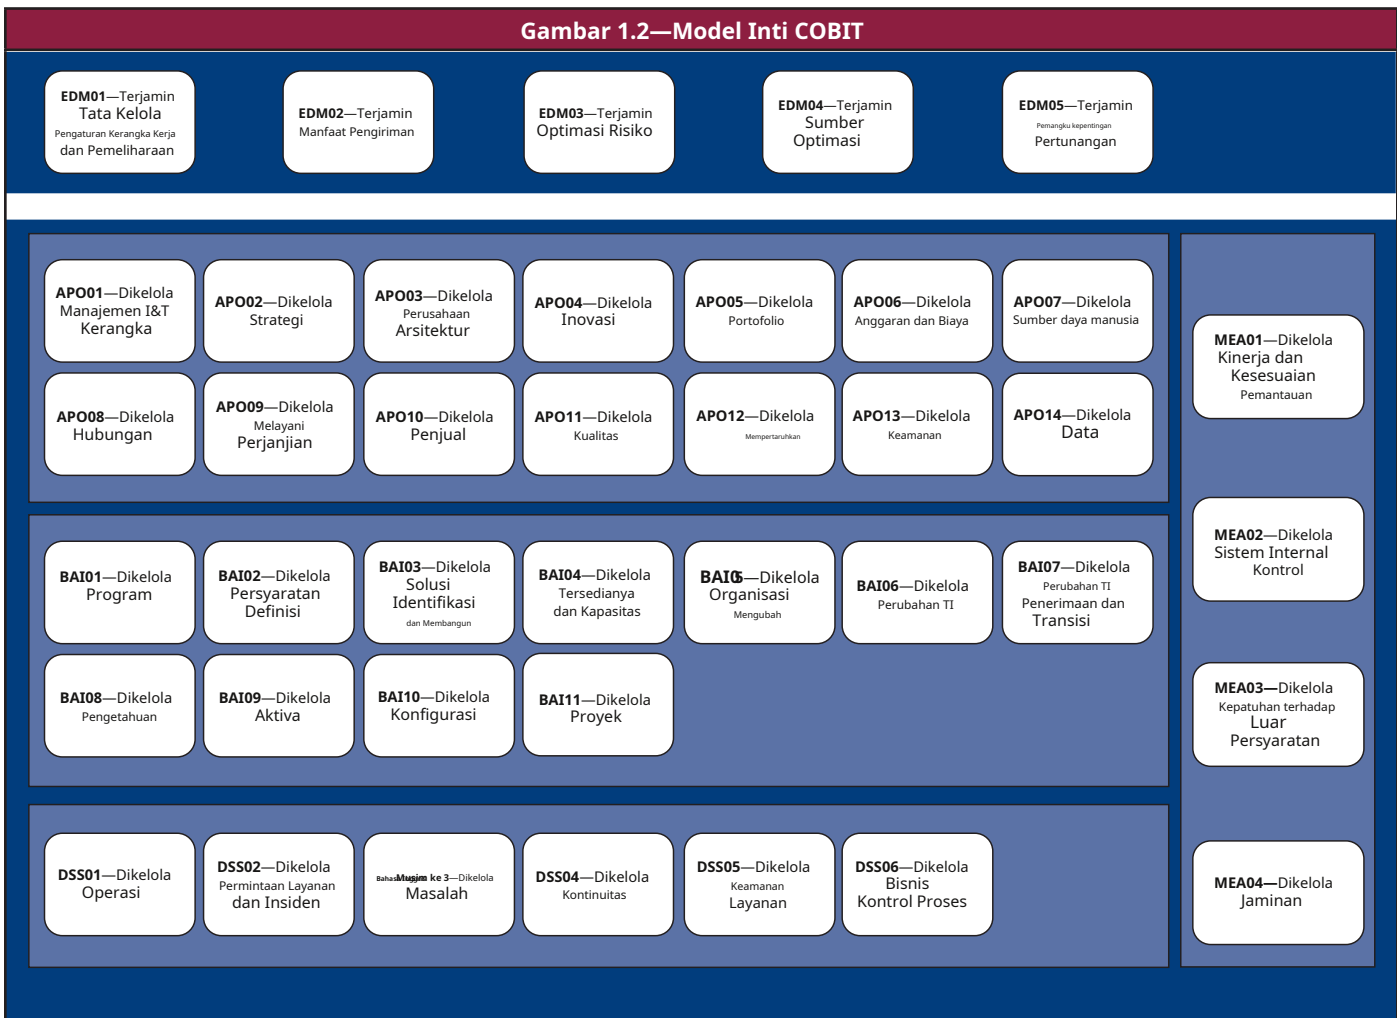 Gambar 1.2—Model Inti COBIT
EDM01—Terjamin
Tata Kelola
Pengaturan Kerangka Kerja
dan Pemeliharaan
EDM02—Terjamin
Manfaat Pengiriman
EDM03—Terjamin
Optimasi Risiko
EDM04—Terjamin
Sumber
Optimasi
EDM05—Terjamin
Pemangku kepentingan
Pertunangan
APO01—Dikelola
Manajemen I&T
Kerangka
APO02—Dikelola
Strategi
APO03—Dikelola
Perusahaan
Arsitektur
APO04—Dikelola
Inovasi
APO05—Dikelola
Portofolio
APO06—Dikelola
Anggaran dan Biaya
APO07—Dikelola
Sumber daya manusia
APO08—Dikelola
Hubungan
APO09—Dikelola
Melayani
Perjanjian
APO10—Dikelola
Penjual
APO11—Dikelola
Kualitas
APO12—Dikelola
Mempertaruhkan
APO13—Dikelola
Keamanan
APO14—Dikelola
Data
BAI01—Dikelola
Program
BAI02—Dikelola
Persyaratan
Definisi
BAI03—Dikelola
Solusi
Identifikasi
dan Membangun
BAI04—Dikelola
Tersedianya
dan Kapasitas
—Dikelola
Organisasi
Mengubah
BAI06—Dikelola
Perubahan TI
BAI07—Dikelola
Perubahan TI
Penerimaan dan
Transisi
BAI08—Dikelola
Pengetahuan
BAI09—Dikelola
Aktiva
BAI10—Dikelola
Konfigurasi
BAI11—Dikelola
Proyek
DSS01—Dikelola
Operasi
DSS02—Dikelola
Permintaan Layanan
dan Insiden
ke 3—Dikelola
Masalah
DSS04—Dikelola
Kontinuitas
DSS05—Dikelola
Keamanan
Layanan
DSS06—Dikelola
Bisnis
Kontrol Proses
MEA01—Dikelola
Kinerja dan
Kesesuaian
Pemantauan
MEA02—Dikelola
Sistem Internal
Kontrol
MEA03—Dikelola
Kepatuhan terhadap
Luar
Persyaratan
MEA04—Dikelola
Jaminan